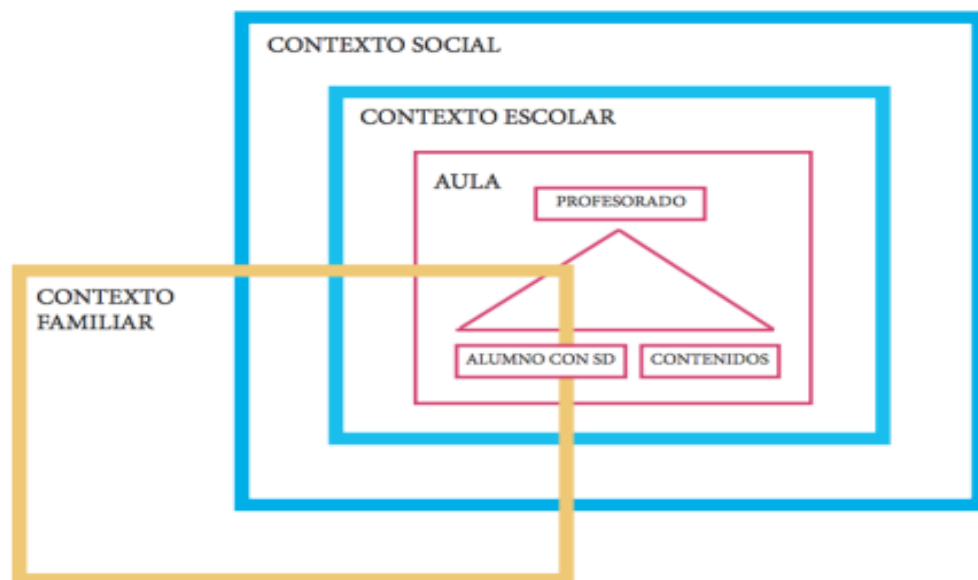 CONTEXTO SOCIAL
CONTEXTO ESCOLAR
AULA
PROFESORADO
CONTEXTO
FAMILIAR
ALUMNO CON SD
CONTENIDOS